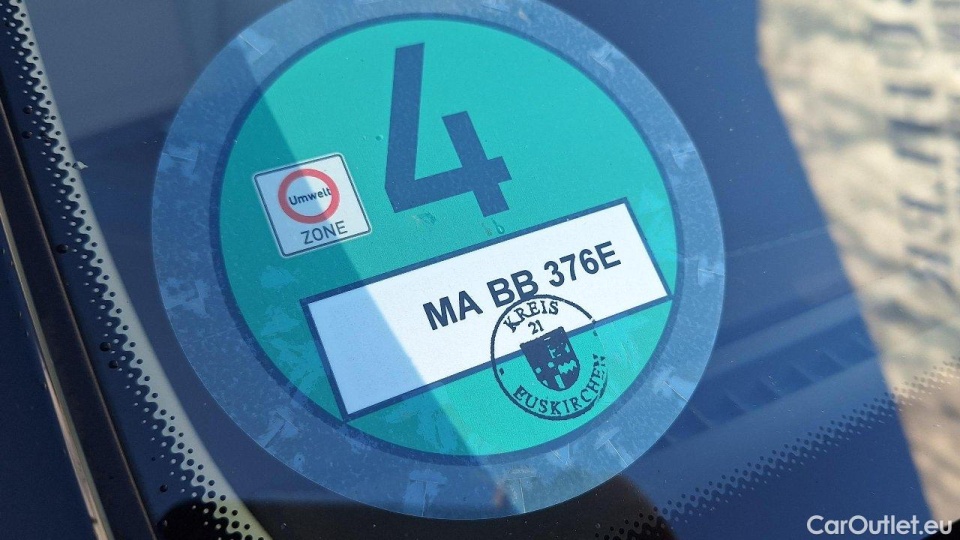 4
Umwelt
ZONE
MA BB 376E
KREIS
21
EUSKIRCHEN
CarOutlet.eu